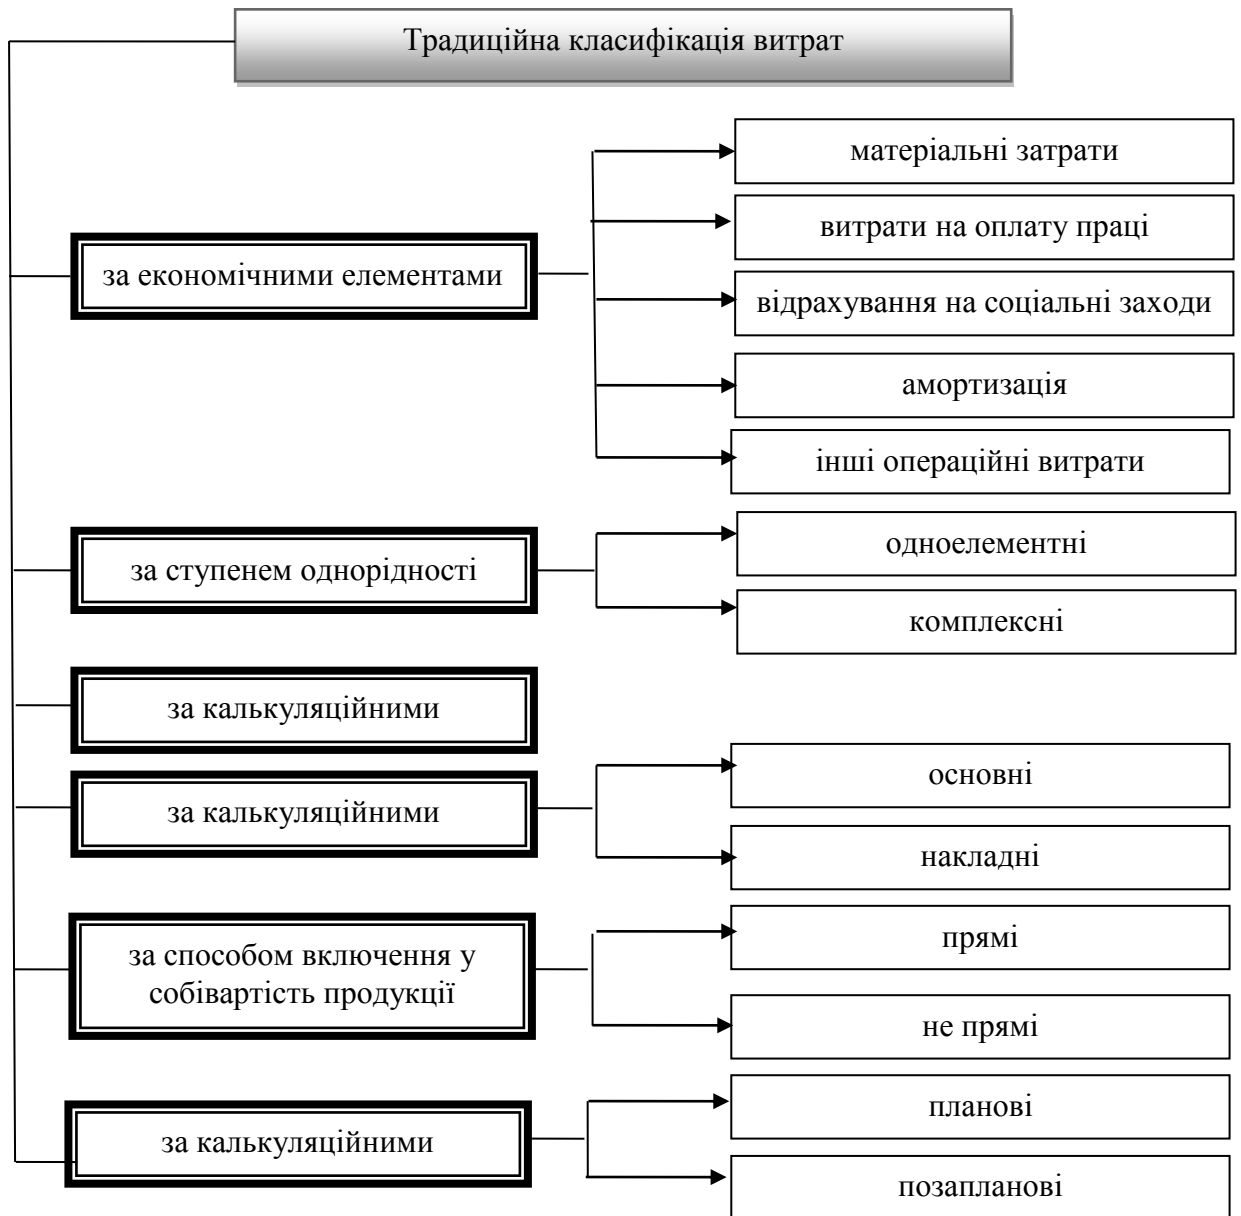 Традиційна класифікація витрат
за економічними елементами
матеріальні затрати
витрати на оплату праці
відрахування на соціальні заходи
амортизація
інші операційні витрати
за ступенем однорідності
одноелементні
комплексні
за калькуляційними
за калькуляційними
основні
накладні
за способом включення у
собівартість продукції
прямі
не прямі
за калькуляційними
планові
позапланові